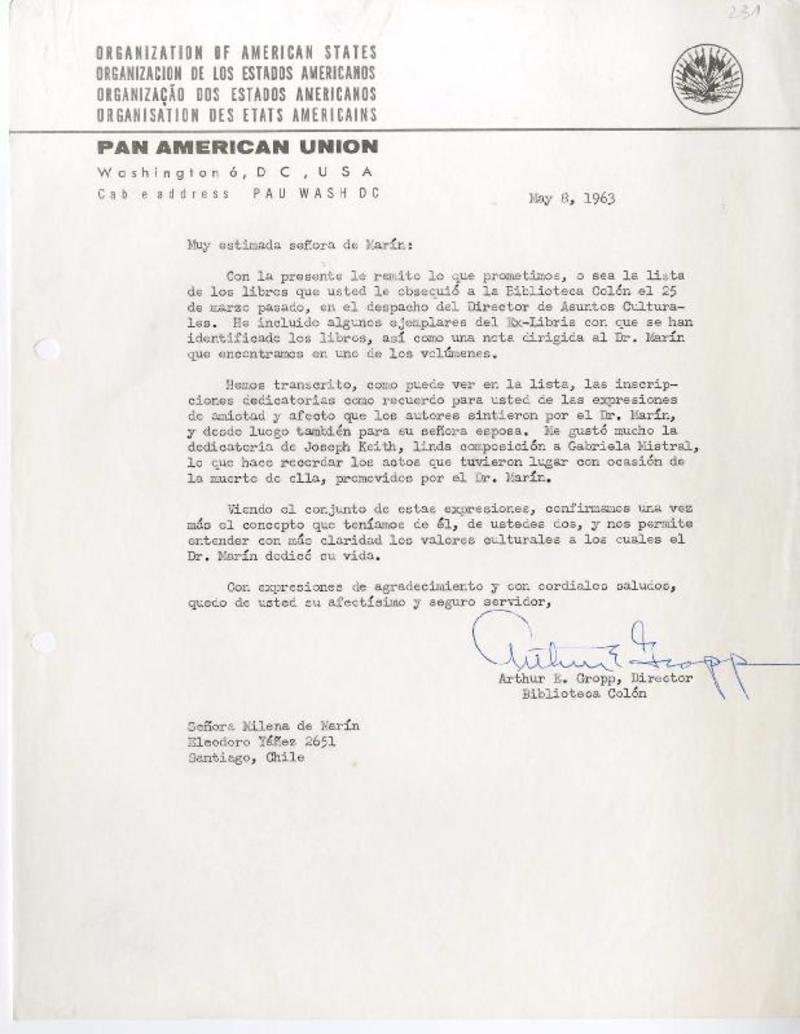 231
ORGANIZATION OF AMERICAN STATES
ORGANIZACION DE LOS ESTADOS AMERICANOS
ORGANIZAÇÃO DOS ESTADOS AMERICANOS
ORGANISATION DES ETATS AMERICAINS
PAN AMERICAN UNION
Washington 6, D C , U S A
Cab e address PAU WASH DC
May 8, 1963
Muy estimada señora de Marín:
Con la presente le remito lo que prometimos, o sea la lista
de los libros que usted le obsequió a la Biblioteca Colón el 25
de marzo pasado, en el despacho del Director de Asuntos Cultura-
les. He incluido algunos ejemplares del Ex-Libris con que se han
identificado los libros, así como una nota dirigida al Dr. Marín
que encontramos en uno de los volúmenes.
Hemos transcrito, como puede ver en la lista, las inscrip-
ciones dedicatorias como recuerdo para usted de las expresiones
de amistad y afecto que los autores sintieron por el Dr. Marín,
y desde luego también para su señora esposa. Me gustó mucho la
dedicatoria de Joseph Keith, linda composición a Gabriela Mistral,
lo que hace recordar los actos que tuvieron lugar con ocasión de
la muerte de ella, promovidos por el Dr. Marín.
Viendo el conjunto de estas expresiones, confirmamos una vez
más el concepto que teníamos de él, de ustedes dos, y nos permite
entender con más claridad los valores culturales a los cuales el
Dr. Marín dedicó su vida.
Con expresiones de agradecimiento y con cordiales saludos,
quedo de usted su afectísimo y seguro servidor,
Arthur E. Gropp
Arthur E. Gropp, Director
Biblioteca Colón
Señora Milena de Marín
Eleodoro Yáñez 2651
Santiago, Chile